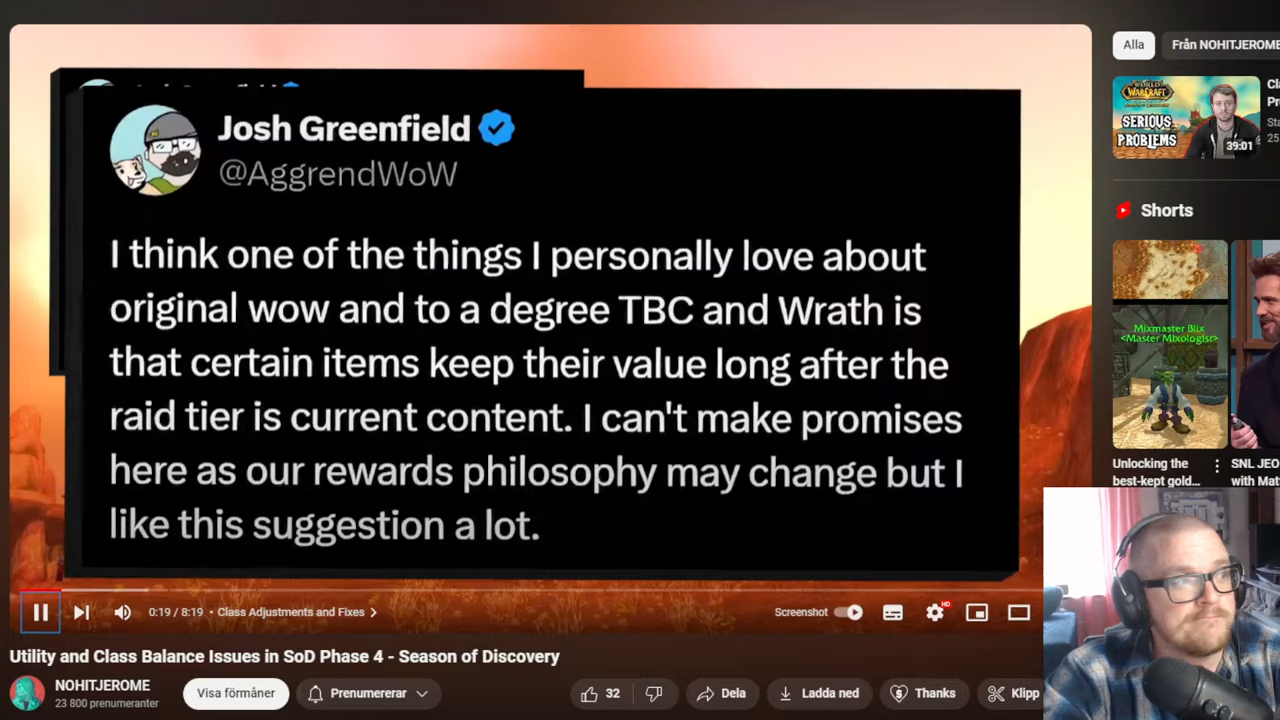 Josh Greenfield
@AggrendWoW
I think one of the things I personally love about
original wow and to a degree TBC and Wrath is
that certain items keep their value long after the
raid tier is current content. I can't make promises
here as our rewards philosophy may change but I
like this suggestion a lot.
0:19 / 8:19 • Class Adjustments and Fixes
Screenshot
HD
Utility and Class Balance Issues in SoD Phase 4 - Season of Discovery
NOHITJEROME
23 800 prenumeranter
Visa förmåner
Prenumererar
32
Dela
Ladda ned
Thanks
Klipp
Alla
Från NOHITJEROME
WORLD
WARCRAFT
SERIOUS
PROBLEMS
39:01
Shorts
Mixmaster Blix
<Master Mixologist>
Unlocking the
best-kept gold...
SNL JEO
with Mat